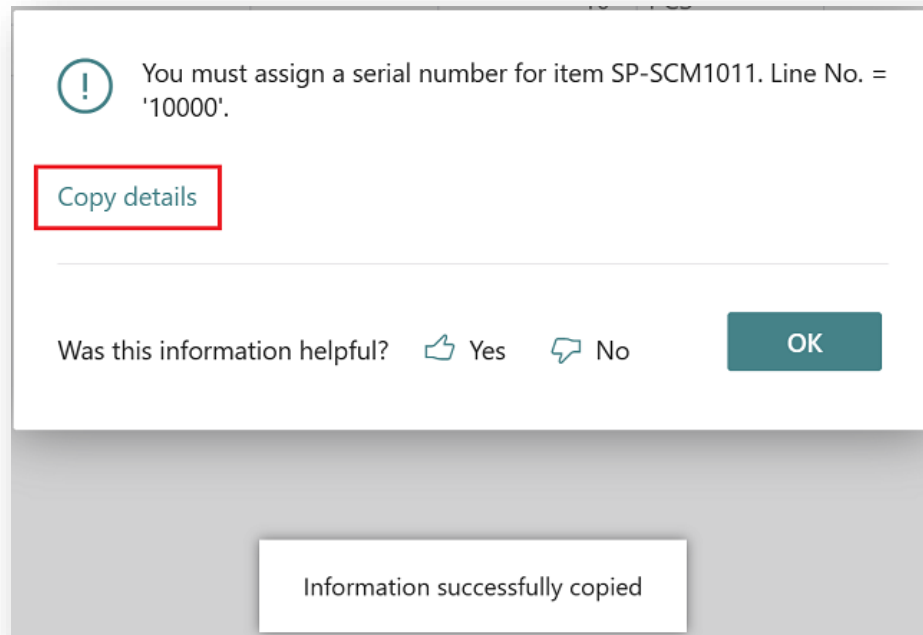 You must assign a serial number for item SP-SCM1011. Line No. =
'10000'.
Copy details
Was this information helpful? Yes No OK
Information successfully copied